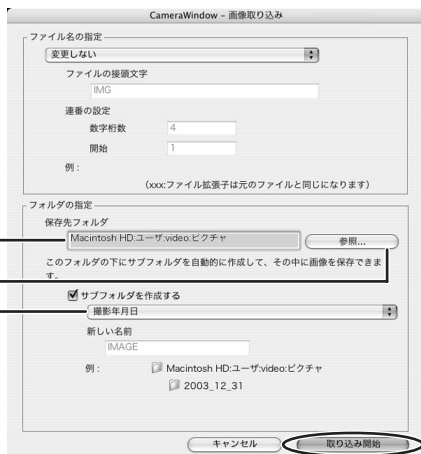 CameraWindow – 画像取り込み
ファイル名の指定
変更しない
ファイルの接頭文字
IMG
連番の設定
数字桁数
4
開始
1
例：
(xxx:ファイル拡張子は元のファイルと同じになります)
フォルダの指定
保存先フォルダ
Macintosh HD:ユーザ:video:ピクチャ
参照...
このフォルダの下にサブフォルダを自動的に作成して、その中に画像を保存できま
す。
サブフォルダを作成する
撮影年月日
新しい名前
IMAGE
例：
Macintosh HD:ユーザ:video:ピクチャ
2003_12_31
キャンセル
取り込み開始